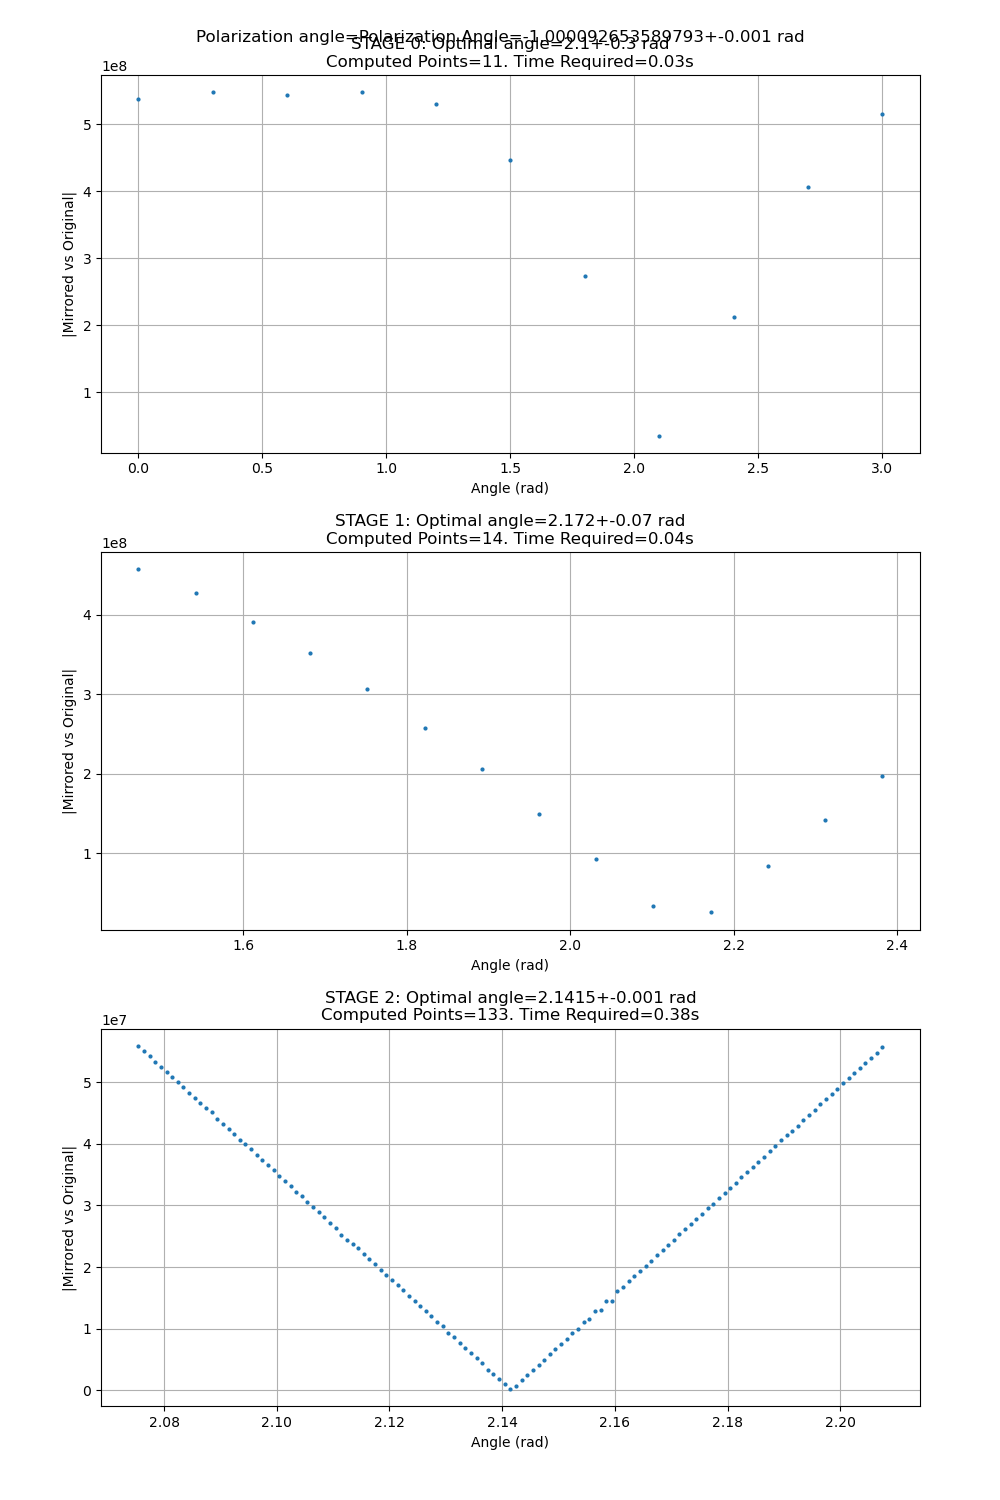 Polarization angle=Polarization Angle=-1.000092653589793+-0.001 rad
STAGE 0: Optimal angle=2.1+-0.3 rad
Computed Points=11. Time Required=0.03s
1e8
5
4
3
2
1
|Mirrored vs Original|
0.0 0.5 1.0 1.5 2.0 2.5 3.0
Angle (rad)
STAGE 1: Optimal angle=2.172+-0.07 rad
Computed Points=14. Time Required=0.04s
1e8
4
3
2
1
|Mirrored vs Original|
1.6 1.8 2.0 2.2 2.4
Angle (rad)
STAGE 2: Optimal angle=2.1415+-0.001 rad
Computed Points=133. Time Required=0.38s
1e7
5
4
3
2
1
0
|Mirrored vs Original|
2.08 2.10 2.12 2.14 2.16 2.18 2.20
Angle (rad)